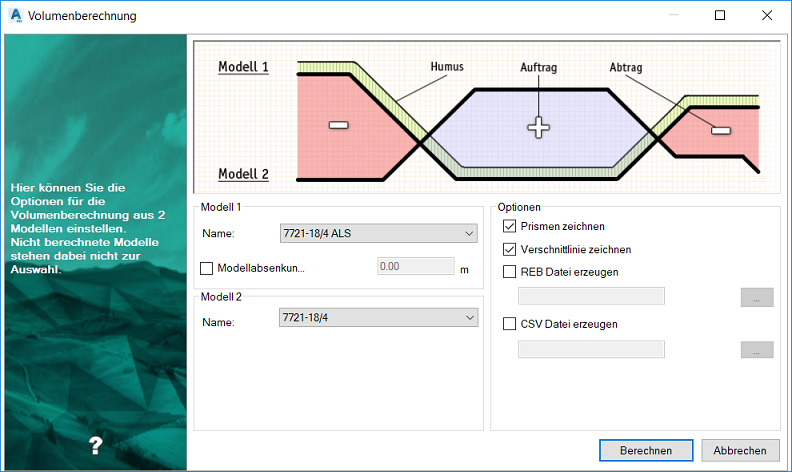 Volumenberechnung
Hier können Sie die
Optionen für die
Volumenberechnung aus 2
Modellen einstellen.
Nicht berechnete Modelle
stehen dabei nicht zur
Auswahl.
?
Modell 1
Humus
Auftrag
Abtrag
Modell 2
Modell 1
Name:
7721-18/4 ALS
Modellabsenkun...
0.00
m
Modell 2
Name:
7721-18/4
Optionen
Prismen zeichnen
Verschnittlinie zeichnen
REB Datei erzeugen
...
CSV Datei erzeugen
...
Berechnen
Abbrechen